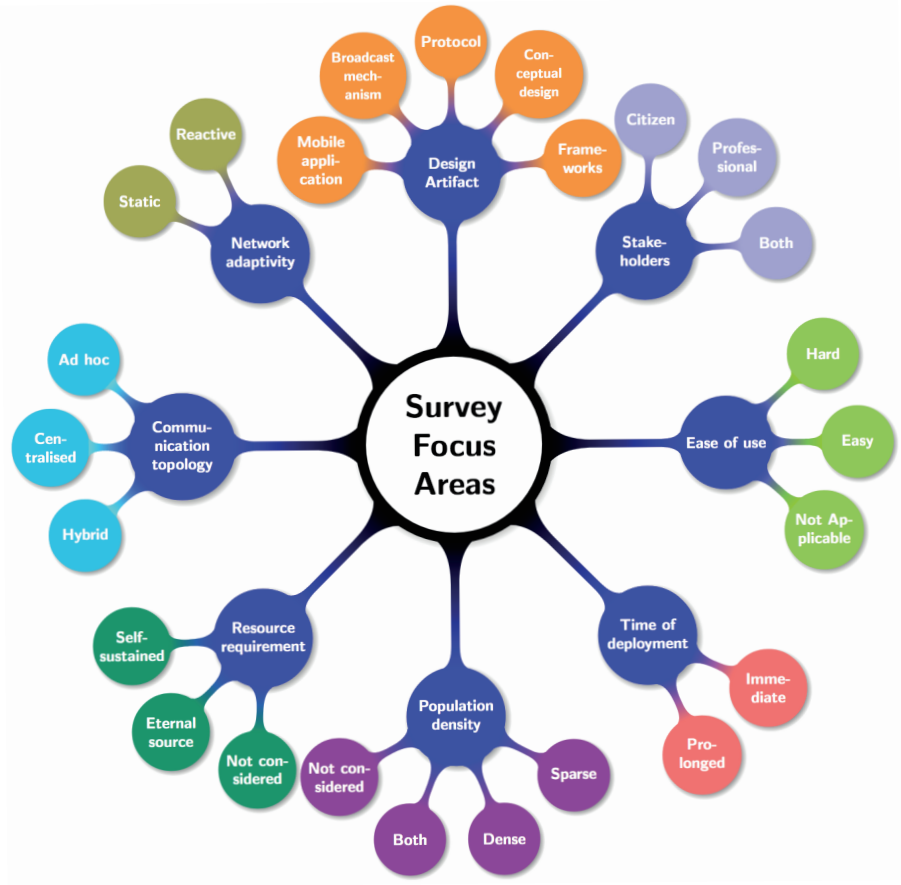 Protocol
Broadcast
mech-
anism
Con-
ceptual
design
Mobile
appli-
cation
Frame-
works
Design
Artifact
Citizen
Profes-
sional
Both
Stake-
holders
Reactive
Static
Network
adaptivity
Hard
Easy
Not Ap-
plicable
Ease of use
Survey
Focus
Areas
Ad hoc
Cen-
tralised
Hybrid
Commu-
nication
topology
Resource
requirement
Self-
sustained
Eternal
source
Not con-
sidered
Population
density
Not con-
sidered
Both
Dense
Sparse
Time of
deployment
Imme-
diate
Pro-
longed